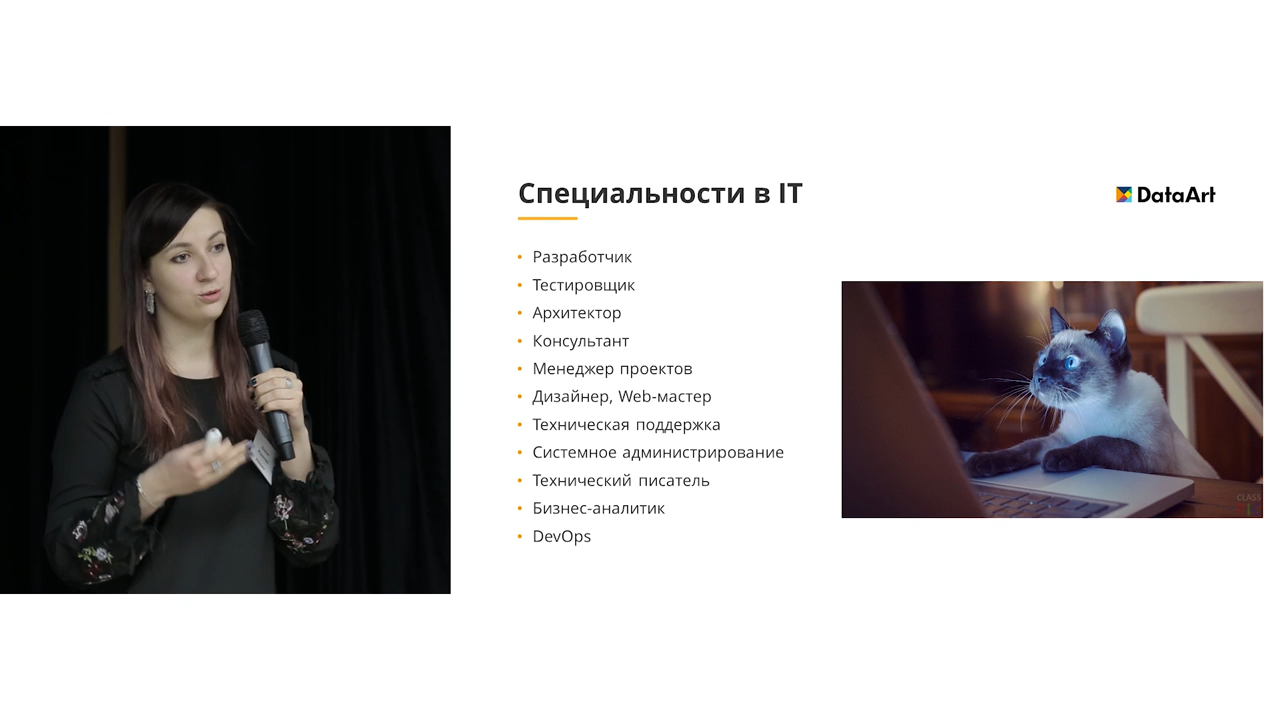 Специальности в IT
DataArt
Разработчик
Тестировщик
Архитектор
Консультант
Менеджер проектов
Дизайнер, Web-мастер
Техническая поддержка
Системное администрирование
Технический писатель
Бизнес-аналитик
DevOps
CLASS